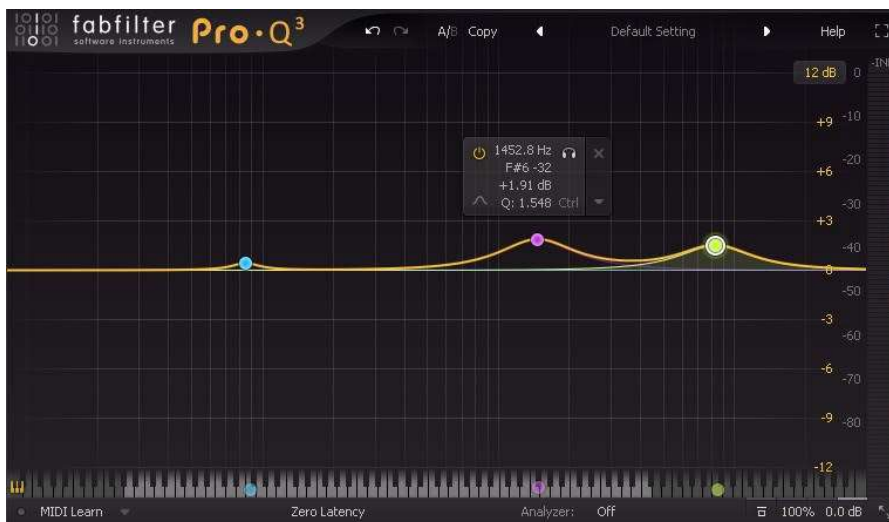 fabfilter Pro·Q³
software instruments
A/B Copy Default Setting Help
-INF
12 dB 0
+9 -10
+6 -20
+3 -30
-40
0
-50
-3
-60
-6
-70
-9
-80
-12
1452.8 Hz
F#6 -32
+1.91 dB
Q: 1.548 Ctrl
MIDI Learn Zero Latency Analyzer: Off 100% 0.0 dB